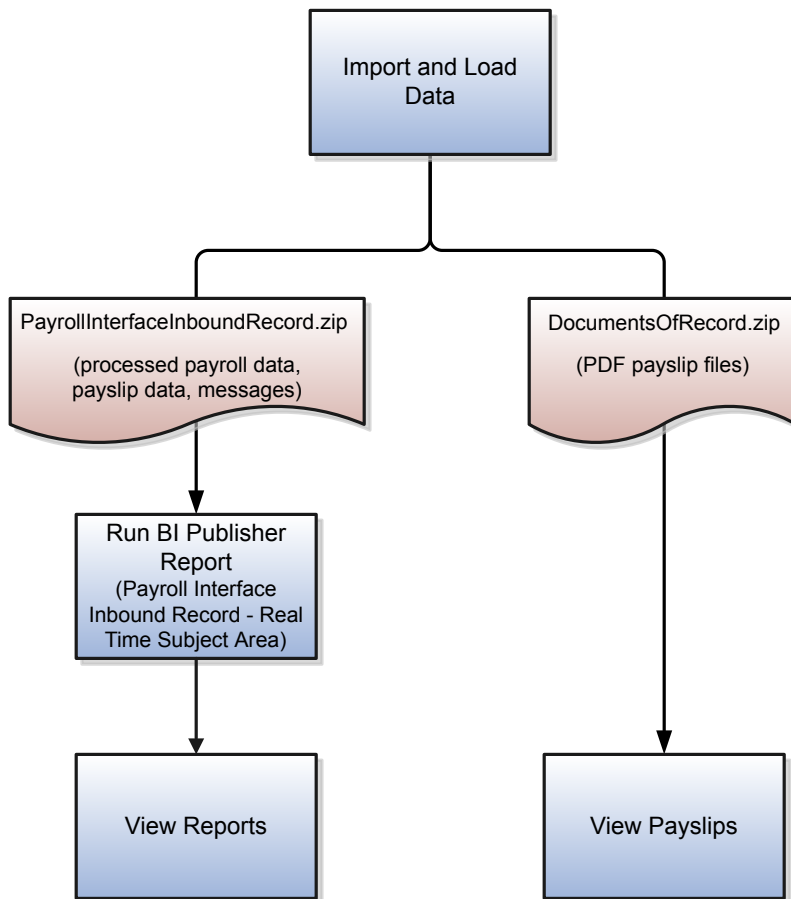 Import and Load
Data
PayrollInterfaceInboundRecord.zip
(processed payroll data,
payslip data, messages)
DocumentsOfRecord.zip
(PDF payslip files)
Run BI Publisher
Report
(Payroll Interface
Inbound Record - Real
Time Subject Area)
View Reports
View Payslips